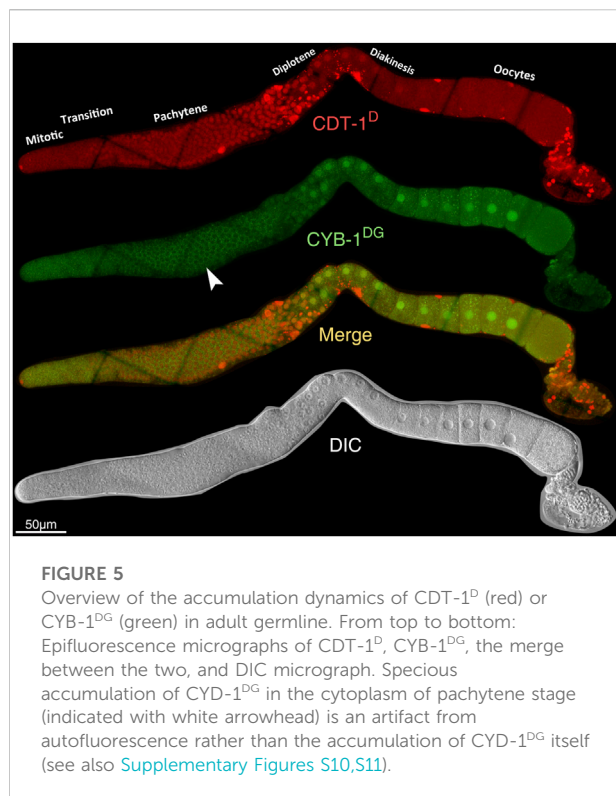 Mitotic
Transition
Pachytene
Diplotene
Diakinesis
Oocytes
CDT-1ᴰ
CYB-1ᴰᴳ
Merge
DIC
50µm
FIGURE 5
Overview of the accumulation dynamics of CDT-1ᴰ (red) or
CYB-1ᴰᴳ (green) in adult germline. From top to bottom:
Epifluorescence micrographs of CDT-1ᴰ, CYB-1ᴰᴳ, the merge
between the two, and DIC micrograph. Specious
accumulation of CYD-1ᴰᴳ in the cytoplasm of pachytene stage
(indicated with white arrowhead) is an artifact from
autofluorescence rather than the accumulation of CYD-1ᴰᴳ itself
(see also Supplementary Figures S10,S11).